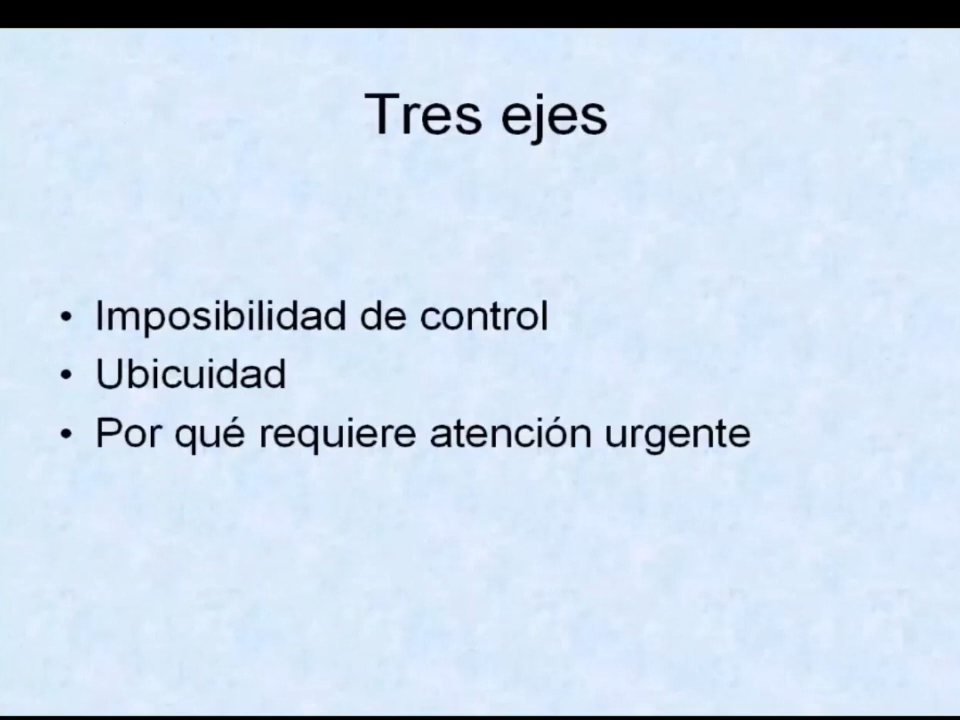 Tres ejes
• Imposibilidad de control
• Ubicuidad
• Por qué requiere atención urgente